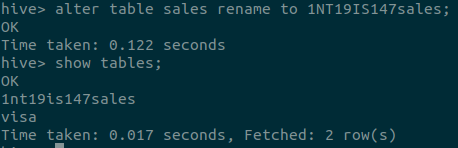 hive> alter table sales rename to 1NT19IS147sales;
OK
Time taken: 0.122 seconds
hive> show tables;
OK
1nt19is147sales
visa
Time taken: 0.017 seconds, Fetched: 2 row(s)